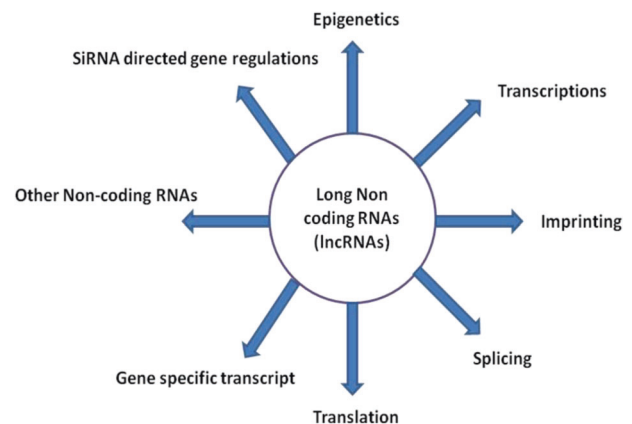 Epigenetics
SiRNA directed gene regulations
Transcriptions
Other Non-coding RNAs
Long Non
coding RNAs
(lncRNAs)
Imprinting
Splicing
Gene specific transcript
Translation